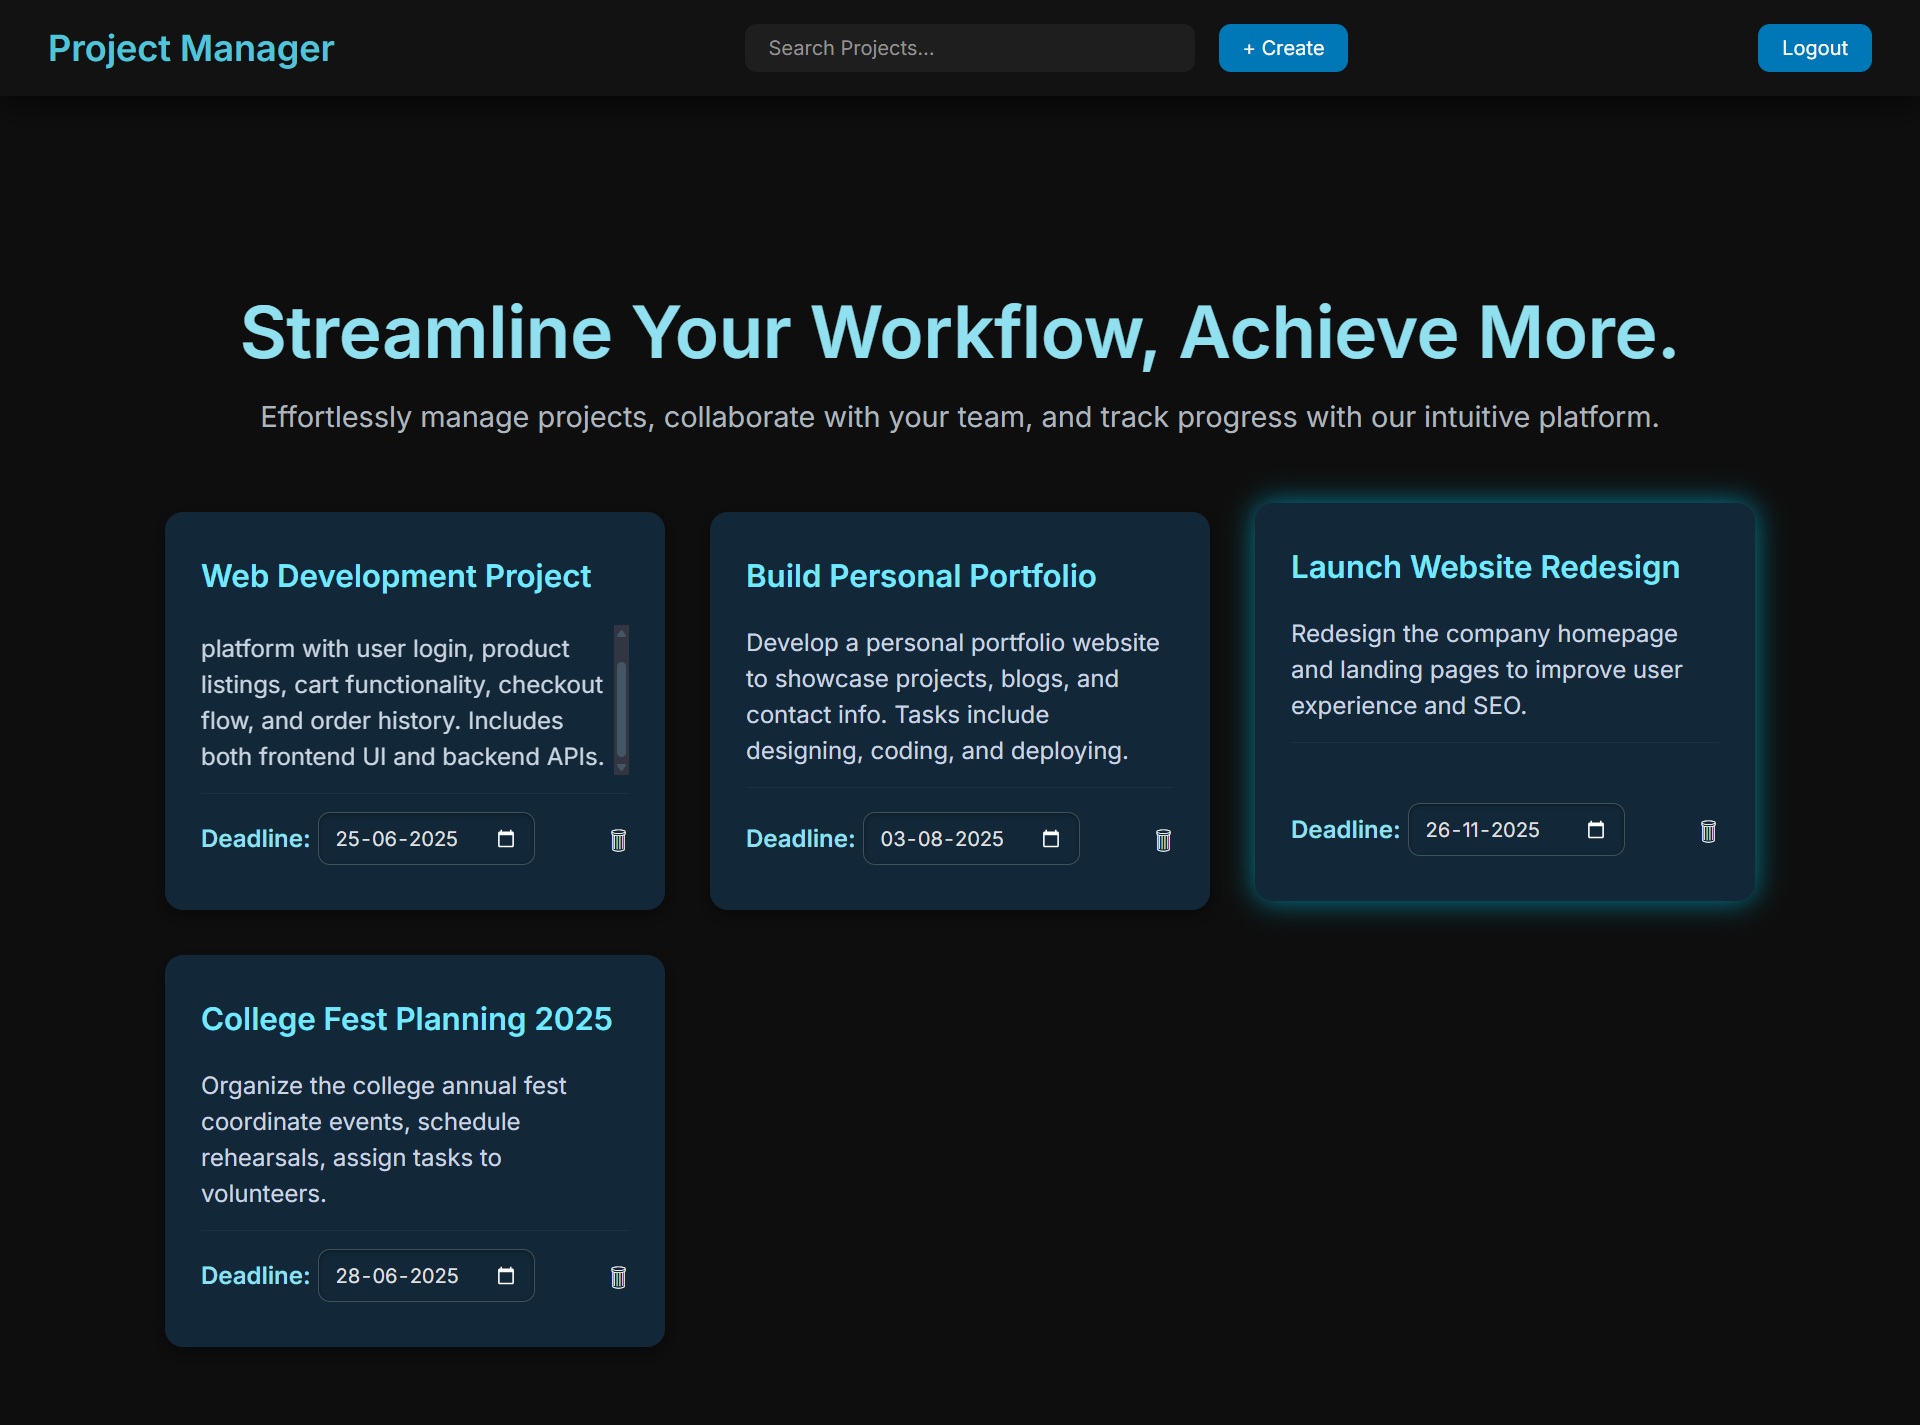 Project Manager
Search Projects...
+ Create
Logout
Streamline Your Workflow, Achieve More.
Effortlessly manage projects, collaborate with your team, and track progress with our intuitive platform.
Web Development Project
platform with user login, product
listings, cart functionality, checkout
flow, and order history. Includes
both frontend UI and backend APIs.
Deadline: 25-06-2025
Build Personal Portfolio
Develop a personal portfolio website
to showcase projects, blogs, and
contact info. Tasks include
designing, coding, and deploying.
Deadline: 03-08-2025
Launch Website Redesign
Redesign the company homepage
and landing pages to improve user
experience and SEO.
Deadline: 26-11-2025
College Fest Planning 2025
Organize the college annual fest
coordinate events, schedule
rehearsals, assign tasks to
volunteers.
Deadline: 28-06-2025